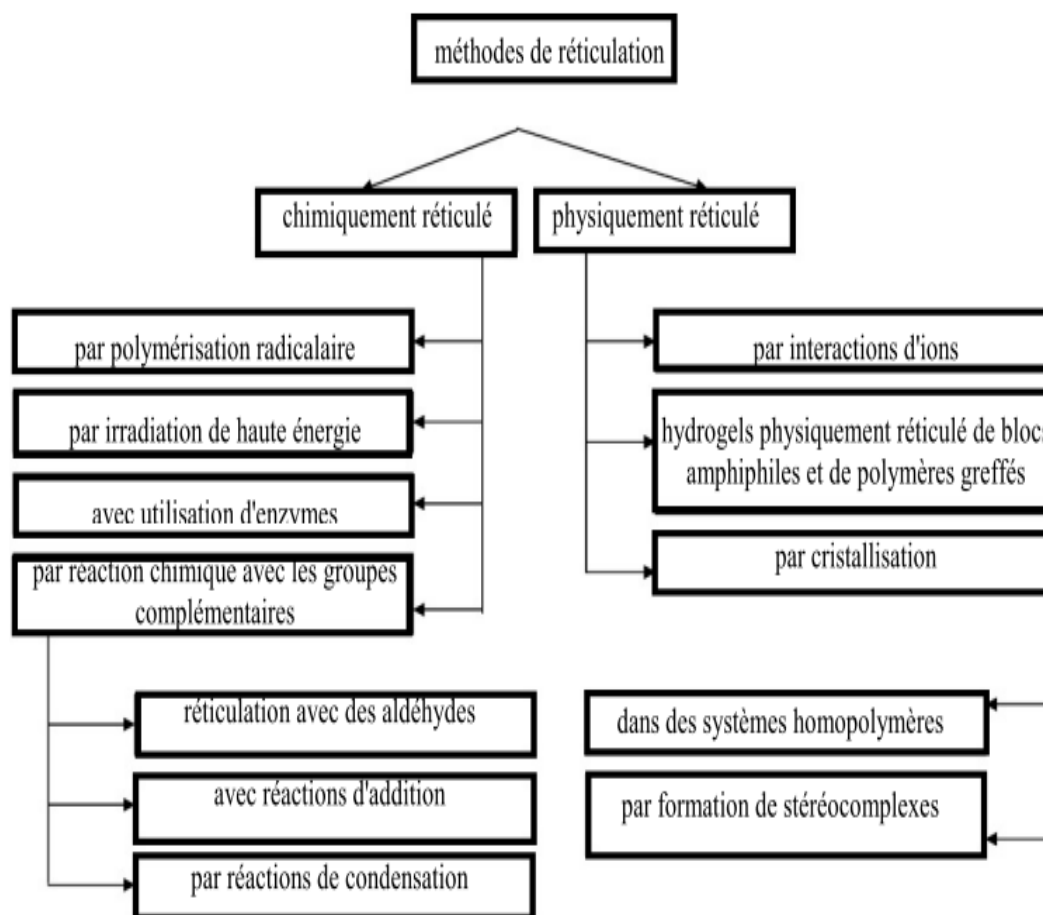 méthodes de réticulation
chimiquement réticulé
physiquement réticulé
par polymérisation radicalaire
par irradiation de haute énergie
avec utilisation d'enzymes
par réaction chimique avec les groupes
complémentaires
réticulation avec des aldéhydes
avec réactions d'addition
par réactions de condensation
par interactions d'ions
hydrogels physiquement réticulé de blocs
amphiphiles et de polymères greffés
par cristallisation
dans des systèmes homopolymères
par formation de stéréocomplexes